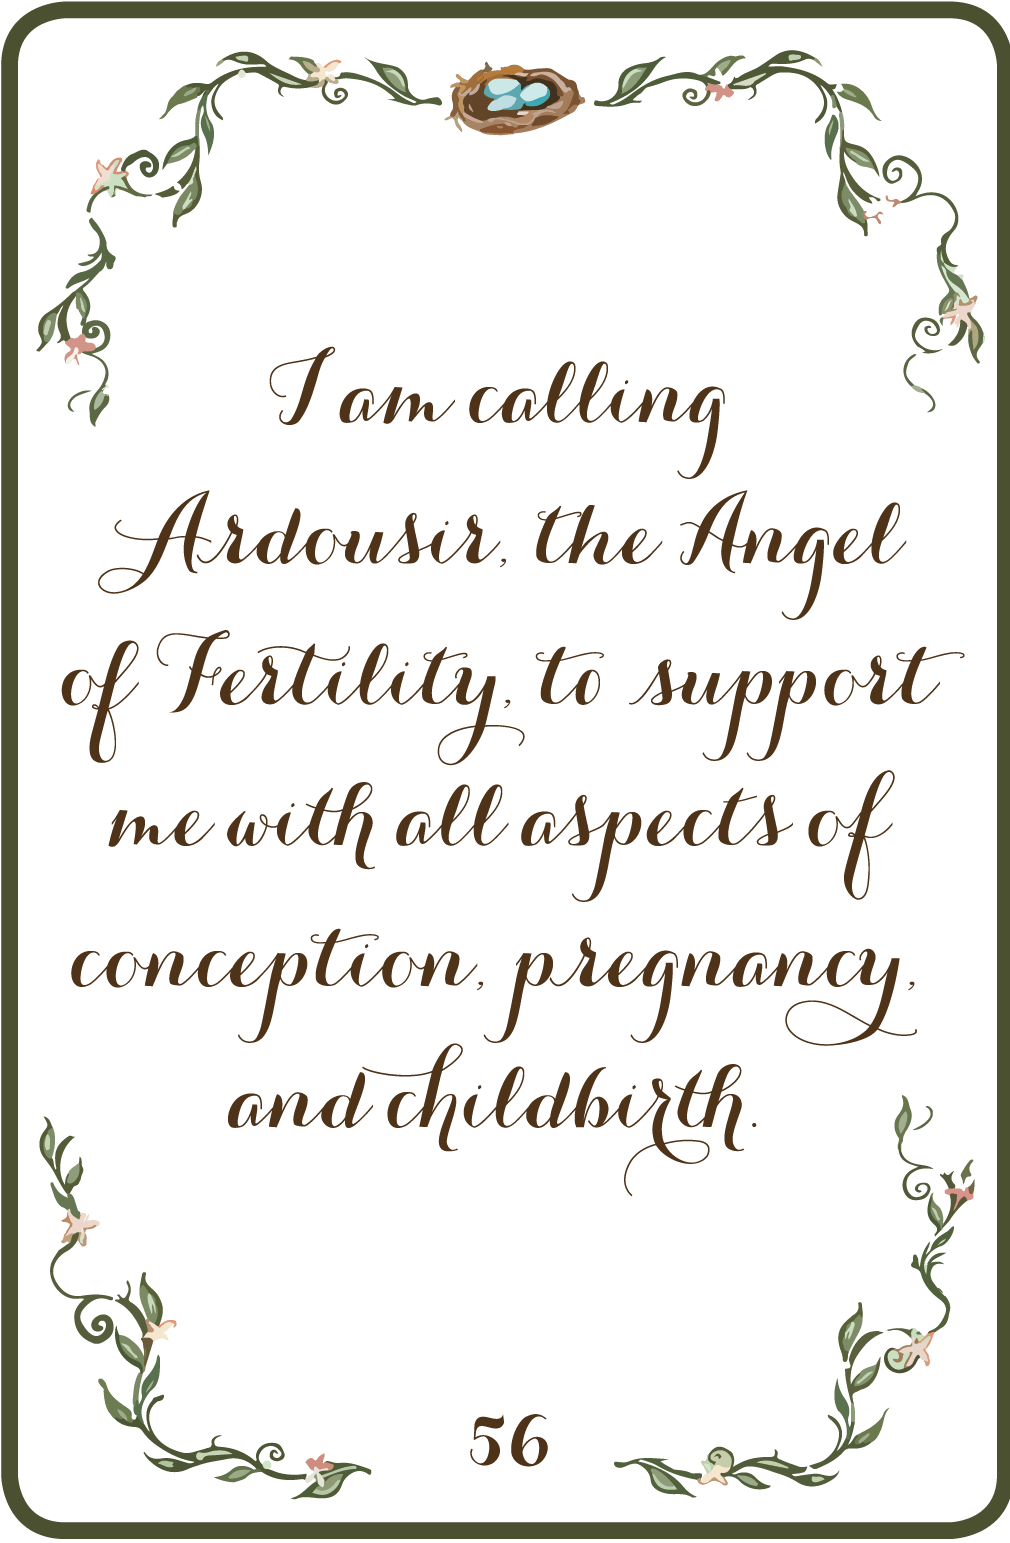 I am calling
Ardousir, the Angel
of Fertility, to support
me with all aspects of
conception, pregnancy,
and childbirth.
56